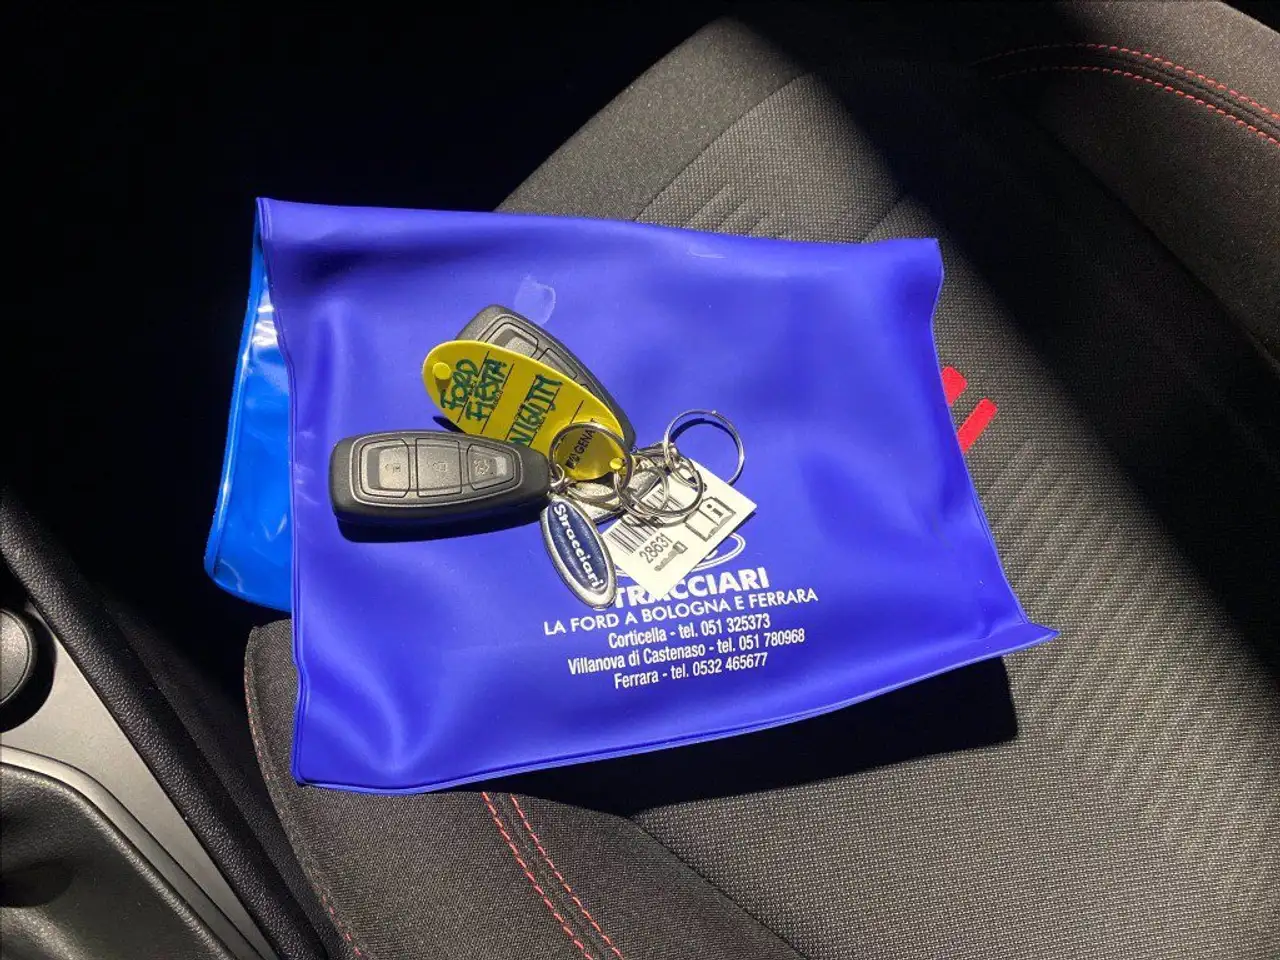 FORD
FIESTA
GENA
Stracciari
28631
STRACCIARI
LA FORD A BOLOGNA E FERRARA
Corticella - tel. 051 325373
Villanova di Castenaso - tel. 051 780968
Ferrara - tel. 0532 465677